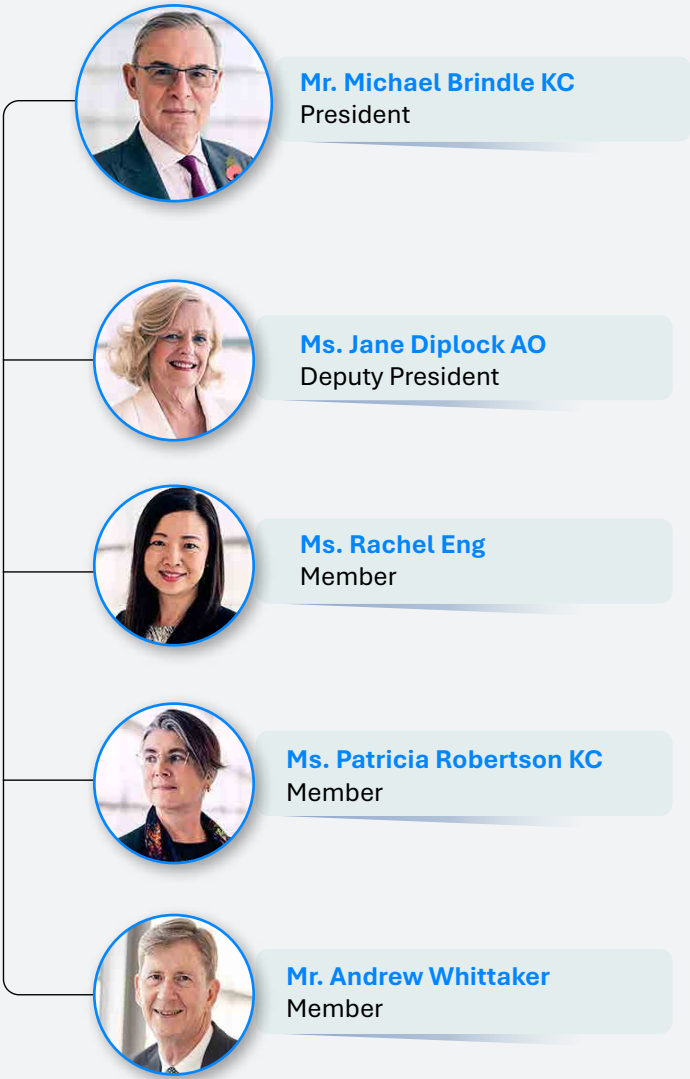 Mr. Michael Brindle KC
President
Ms. Jane Diplock AO
Deputy President
Ms. Rachel Eng
Member
Ms. Patricia Robertson KC
Member
Mr. Andrew Whittaker
Member